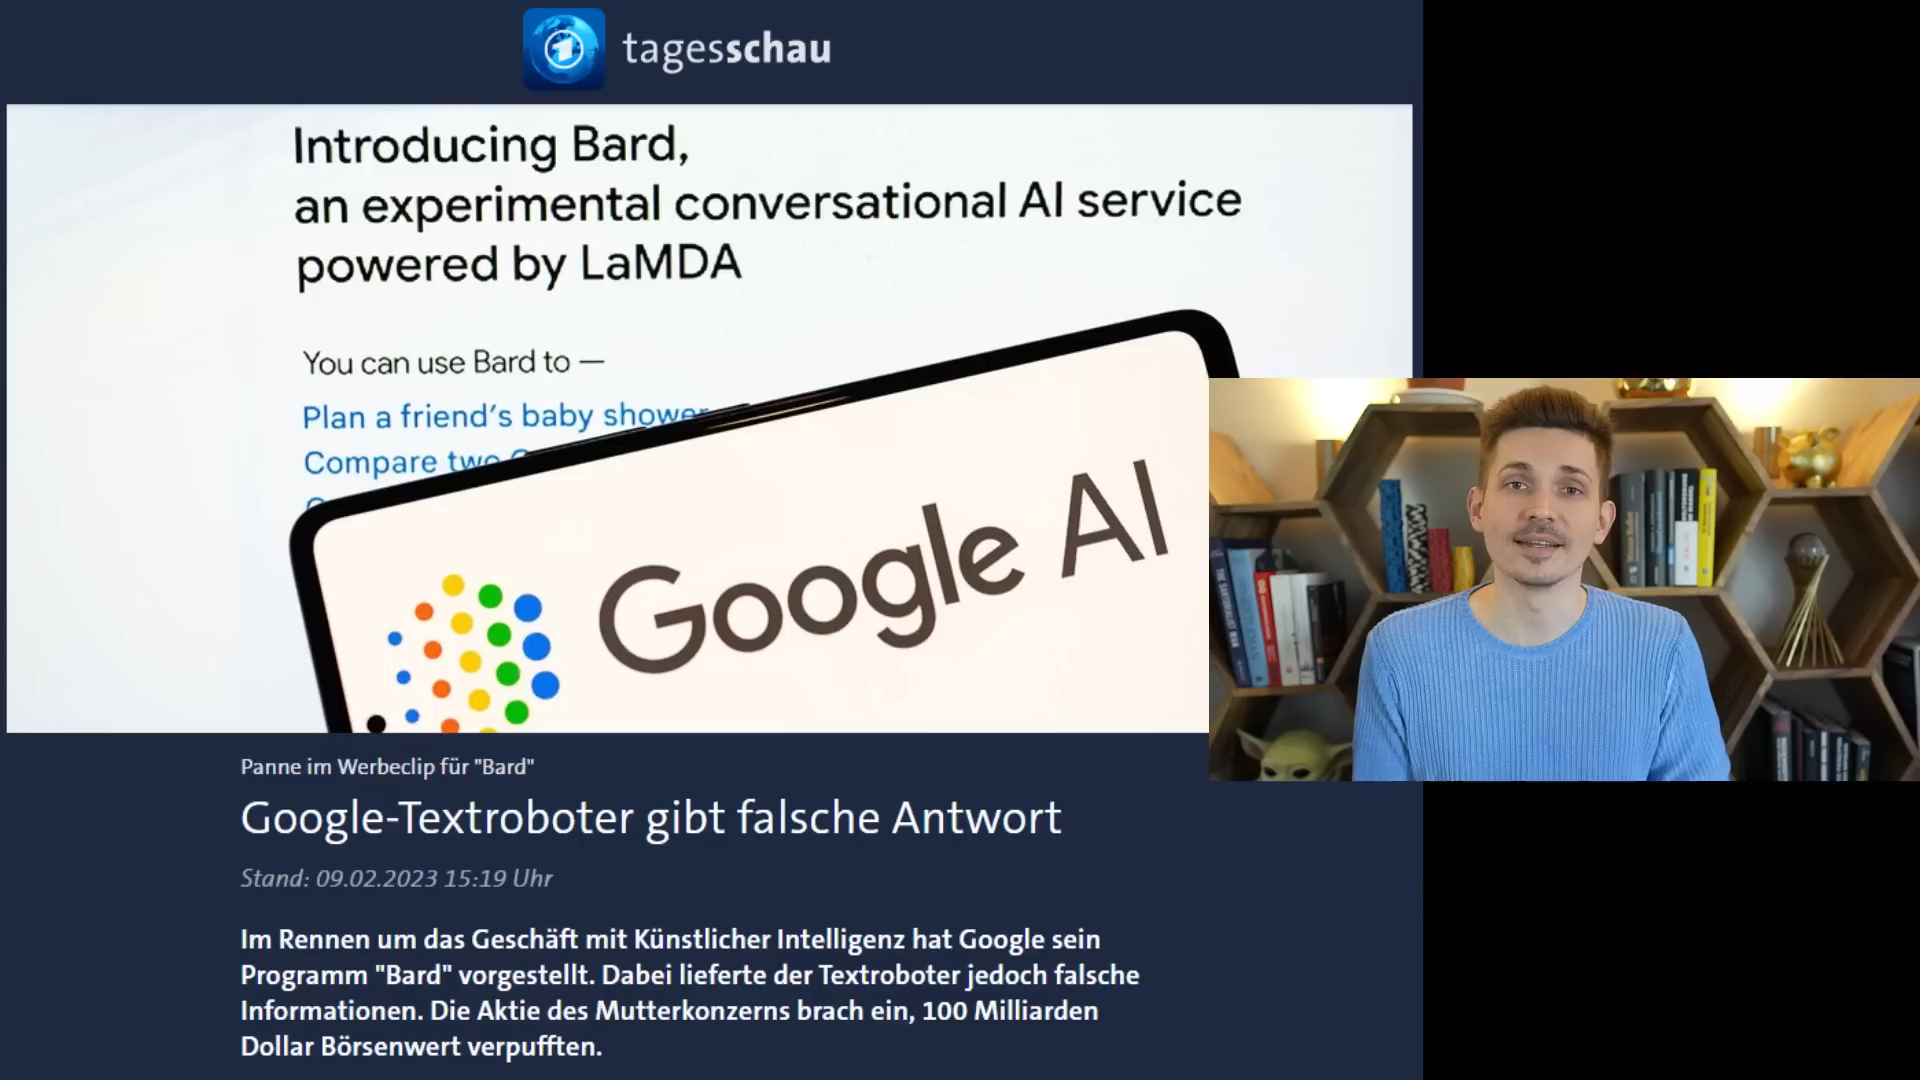 tagesschau
Introducing Bard,
an experimental conversational AI service
powered by LaMDA
You can use Bard to —
Plan a friend's baby shower
Compare two
Google AI
Panne im Werbeclip für "Bard"
Google-Textroboter gibt falsche Antwort
Stand: 09.02.2023 15:19 Uhr
Im Rennen um das Geschäft mit Künstlicher Intelligenz hat Google sein
Programm "Bard" vorgestellt. Dabei lieferte der Textroboter jedoch falsche
Informationen. Die Aktie des Mutterkonzerns brach ein, 100 Milliarden
Dollar Börsenwert verpufften.